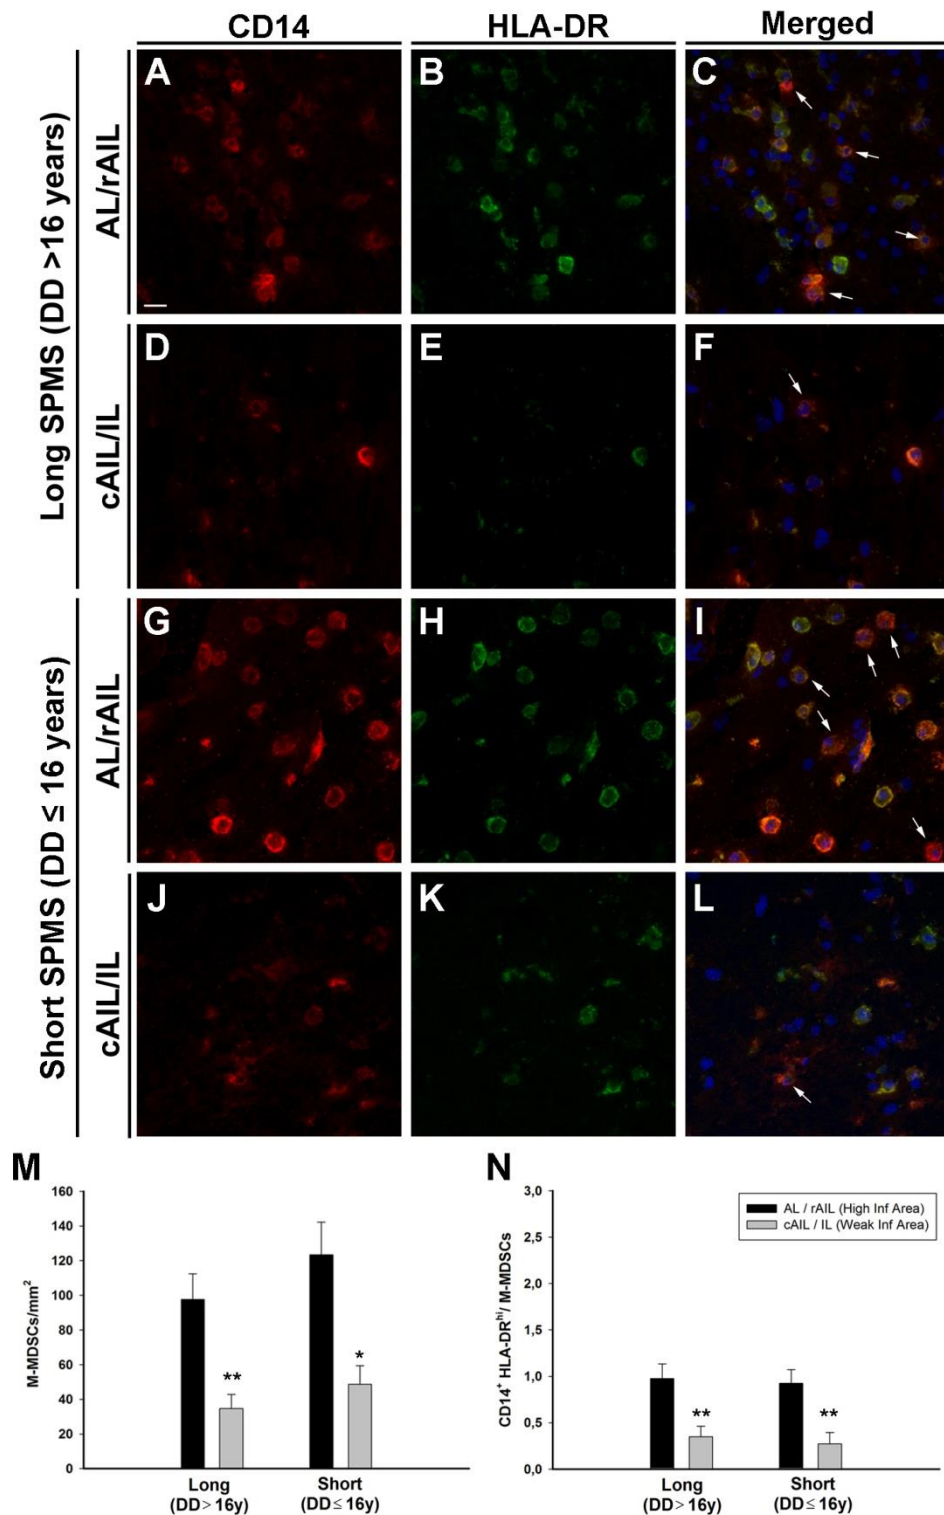 CD14 HLA-DR Merged
Long SPMS (DD >16 years)
AL/rAIL
A B C
cAIL/IL
D E F
Short SPMS (DD ≤ 16 years)
AL/rAIL
G H I
cAIL/IL
J K L
M
M-MDSCs/mm²
160
140
120
100
80
60
40
20
0
**
*
Long
(DD> 16y)
Short
(DD≤ 16y)
N
CD14⁺ HLA-DRʰⁱ/ M-MDSCs
3,0
2,5
2,0
1,5
1,0
0,5
0,0
AL / rAIL (High Inf Area)
cAIL / IL (Weak Inf Area)
**
**
Long
(DD> 16y)
Short
(DD≤ 16y)